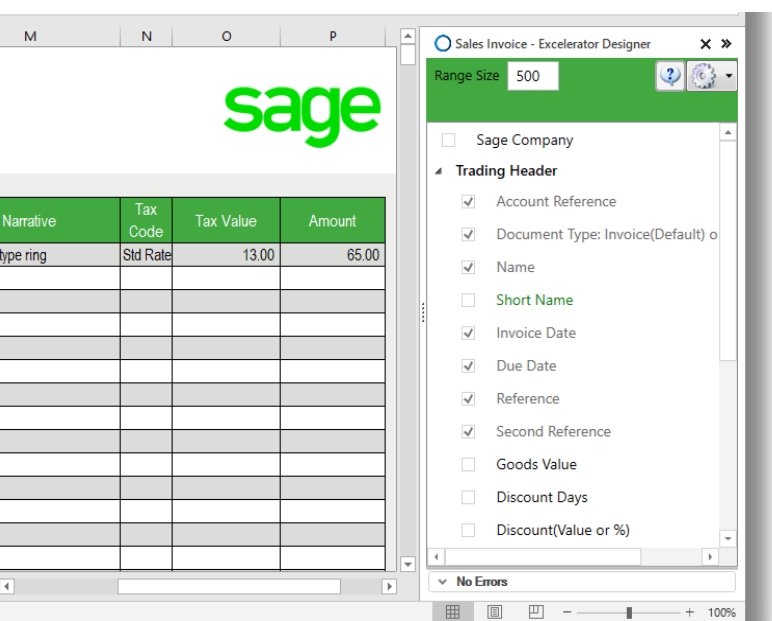 M N O P
sage
Narrative Tax Code Tax Value Amount
type ring Std Rate 13.00 65.00
Sales Invoice - Excelerator Designer
Range Size 500
Sage Company
Trading Header
Account Reference
Document Type: Invoice(Default) o
Name
Short Name
Invoice Date
Due Date
Reference
Second Reference
Goods Value
Discount Days
Discount(Value or %)
No Errors
100%